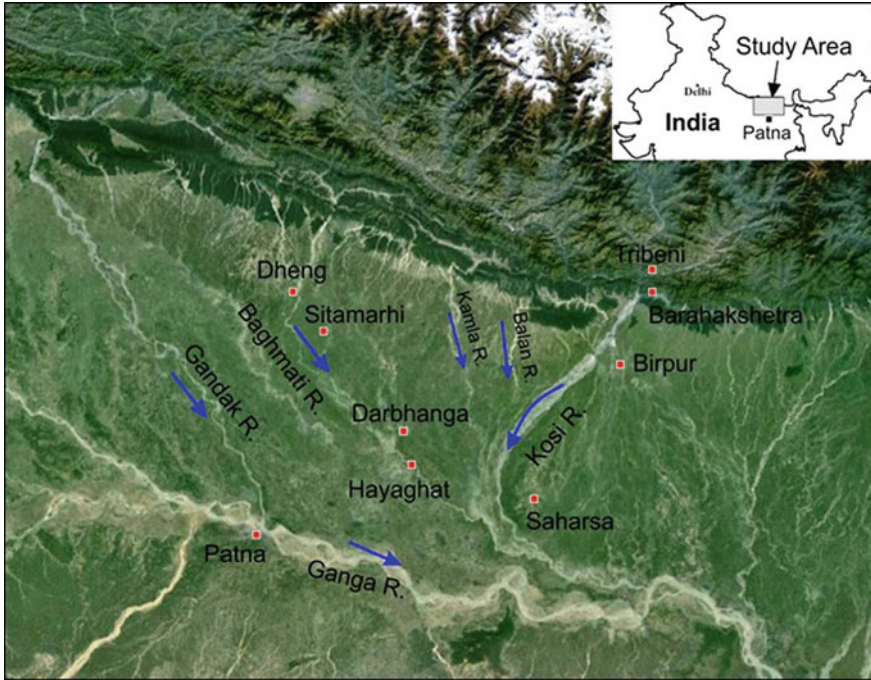 Study Area
Delhi
India
Patna
Tribeni
Dheng
Barahakshetra
Sitamarhi
Kamla R.
Balan R.
Baghmati R.
Birpur
Gandak R.
Darbhanga
Kosi R.
Hayaghat
Saharsa
Patna
Ganga R.